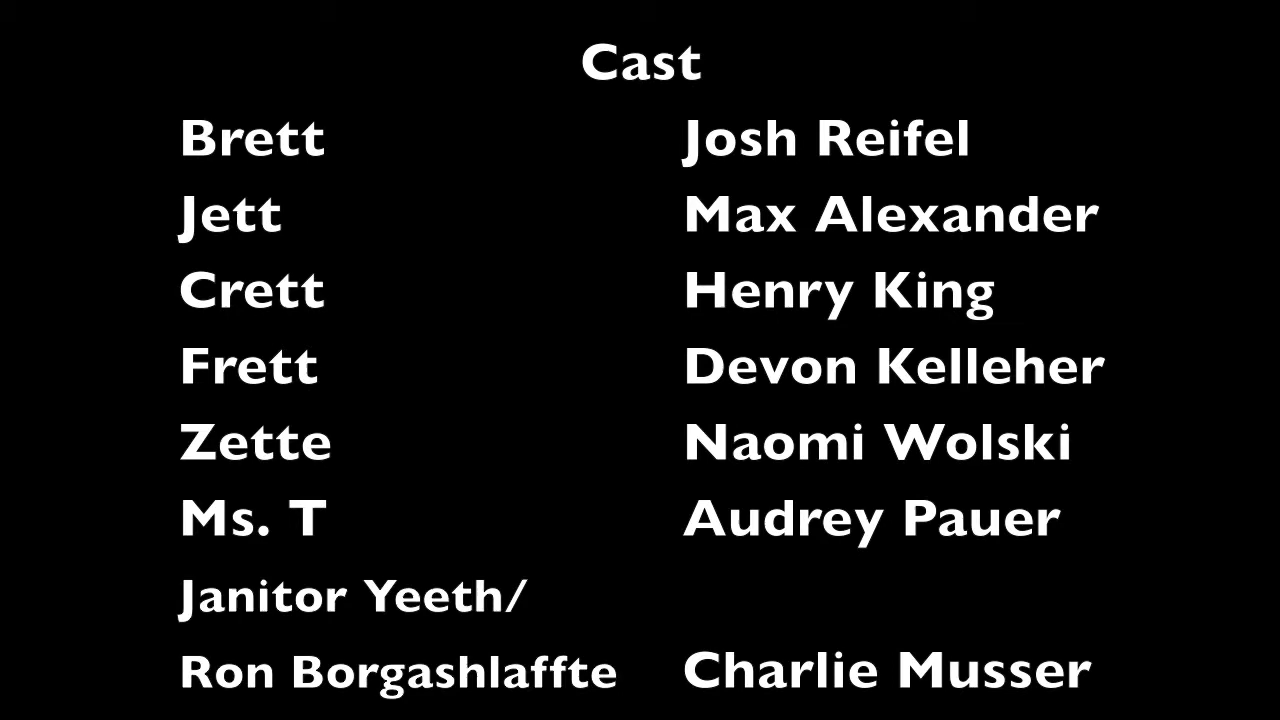 Cast
Brett Josh Reifel
Jett Max Alexander
Crett Henry King
Frett Devon Kelleher
Zette Naomi Wolski
Ms. T Audrey Pauer
Janitor Yeeth/
Ron Borgashlaffte Charlie Musser